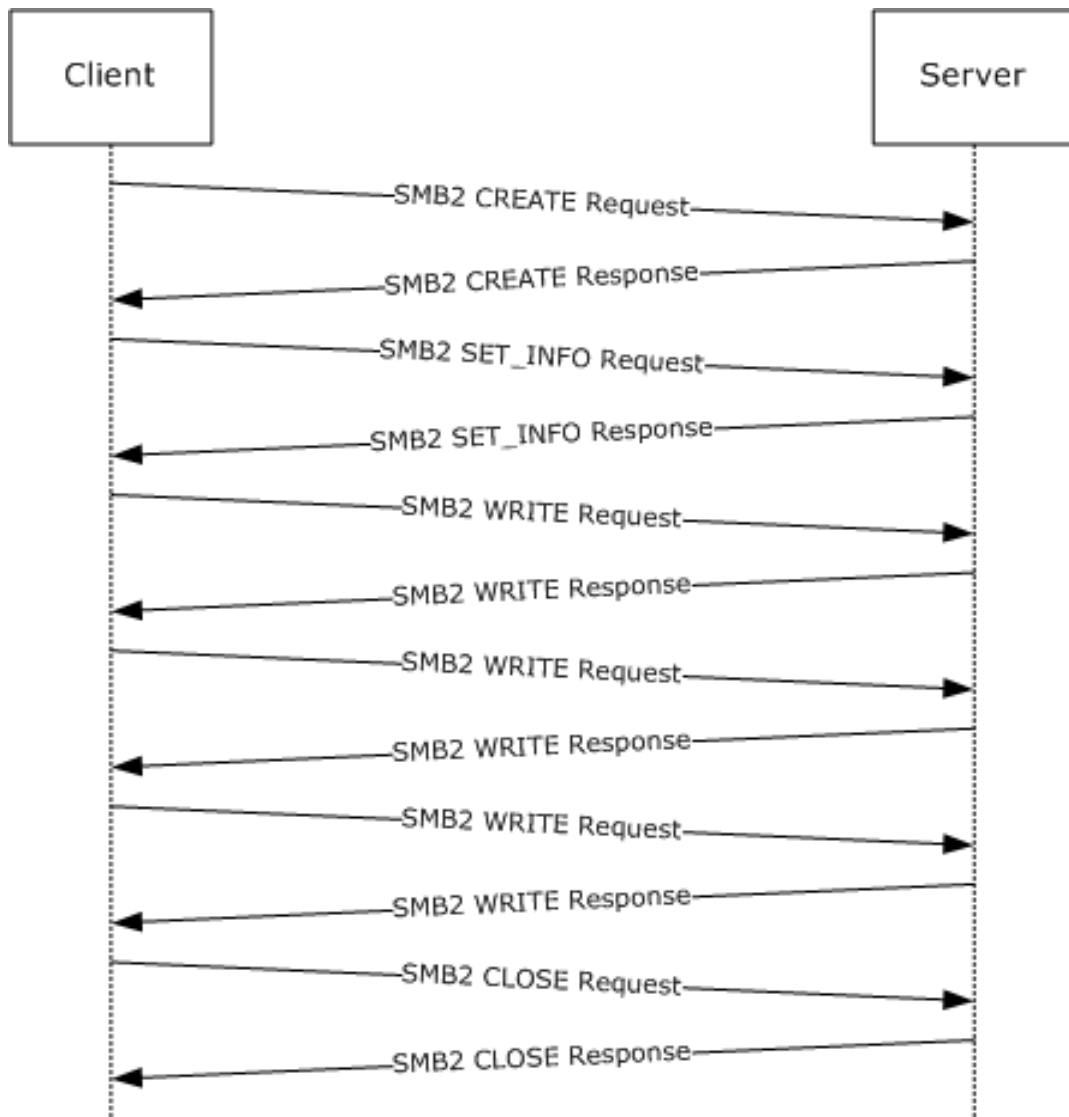 Client
Server
SMB2 CREATE Request
SMB2 CREATE Response
SMB2 SET_INFO Request
SMB2 SET_INFO Response
SMB2 WRITE Request
SMB2 WRITE Response
SMB2 WRITE Request
SMB2 WRITE Response
SMB2 WRITE Request
SMB2 WRITE Response
SMB2 CLOSE Request
SMB2 CLOSE Response